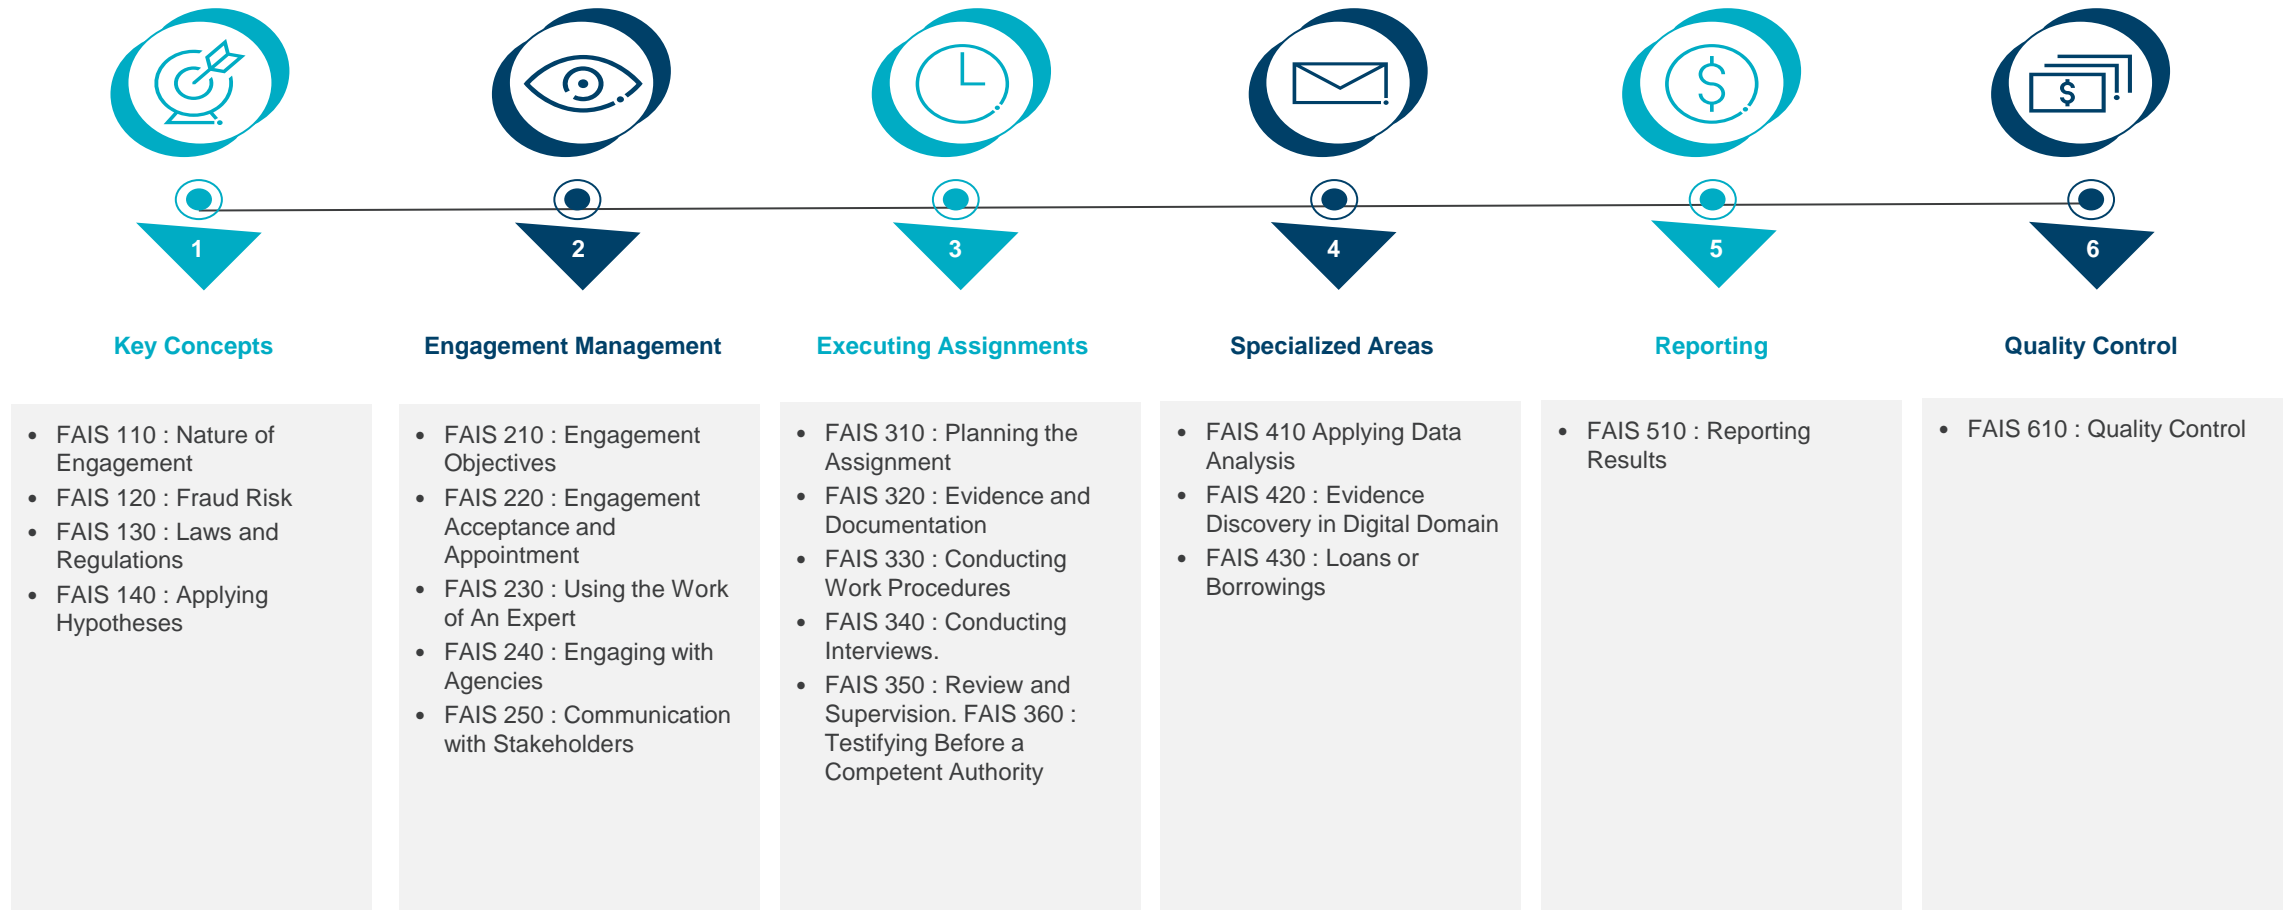 1
2
3
4
5
6
Key Concepts
Engagement Management
Executing Assignments
Specialized Areas
Reporting
Quality Control
• FAIS 110 : Nature of
Engagement
• FAIS 120 : Fraud Risk
• FAIS 130 : Laws and
Regulations
• FAIS 140 : Applying
Hypotheses
• FAIS 210 : Engagement
Objectives
• FAIS 220 : Engagement
Acceptance and
Appointment
• FAIS 230 : Using the Work
of An Expert
• FAIS 240 : Engaging with
Agencies
• FAIS 250 : Communication
with Stakeholders
• FAIS 310 : Planning the
Assignment
• FAIS 320 : Evidence and
Documentation
• FAIS 330 : Conducting
Work Procedures
• FAIS 340 : Conducting
Interviews.
• FAIS 350 : Review and
Supervision. FAIS 360 :
Testifying Before a
Competent Authority
• FAIS 410 Applying Data
Analysis
• FAIS 420 : Evidence
Discovery in Digital Domain
• FAIS 430 : Loans or
Borrowings
• FAIS 510 : Reporting
Results
• FAIS 610 : Quality Control